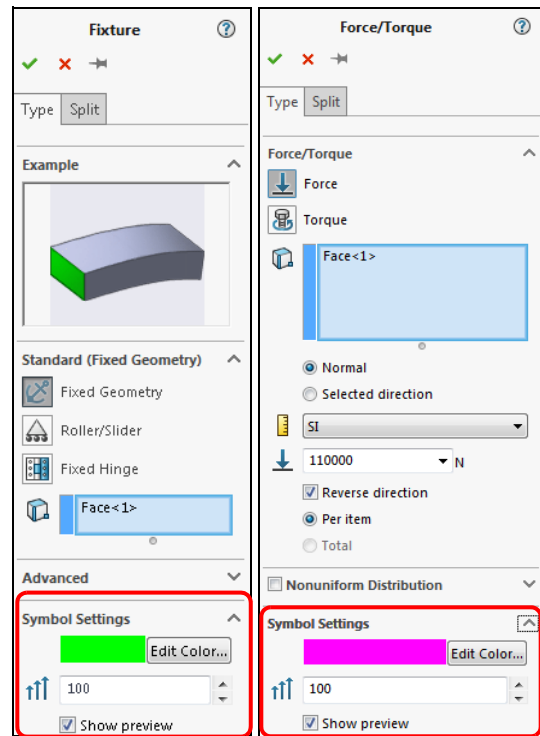 Fixture
Type Split
Example
Standard (Fixed Geometry)
Fixed Geometry
Roller/Slider
Fixed Hinge
Face<1>
Advanced
Symbol Settings
Edit Color...
100
Show preview
Force/Torque
Type Split
Force/Torque
Force
Torque
Face<1>
Normal
Selected direction
SI
110000 N
Reverse direction
Per item
Total
Nonuniform Distribution
Symbol Settings
Edit Color...
100
Show preview